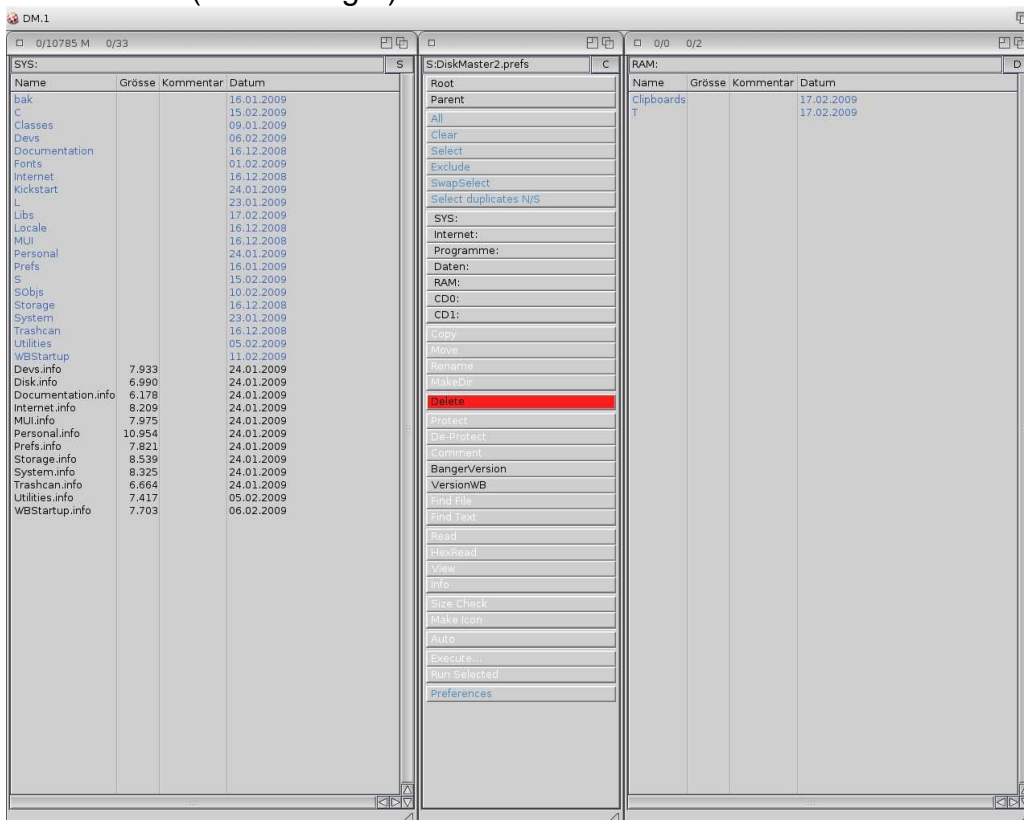 DM.1
0/10785 M 0/33
SYS: S
Name Grösse Kommentar Datum
bak 16.01.2009
C 15.02.2009
Classes 09.01.2009
Devs 06.02.2009
Documentation 16.12.2008
Fonts 01.02.2009
Internet 16.12.2008
Kickstart 24.01.2009
L 23.01.2009
Libs 17.02.2009
Locale 16.12.2008
MUI 16.12.2008
Personal 24.01.2009
Prefs 16.01.2009
S 15.02.2009
SObjs 10.02.2009
Storage 16.12.2008
System 23.01.2009
Trashcan 16.12.2008
Utilities 05.02.2009
WBStartup 11.02.2009
Devs.info 7.933 24.01.2009
Disk.info 6.990 24.01.2009
Documentation.info 6.178 24.01.2009
Internet.info 8.209 24.01.2009
MUI.info 7.975 24.01.2009
Personal.info 10.954 24.01.2009
Prefs.info 7.821 24.01.2009
Storage.info 8.539 24.01.2009
System.info 8.325 24.01.2009
Trashcan.info 6.664 24.01.2009
Utilities.info 7.417 05.02.2009
WBStartup.info 7.703 06.02.2009
S:DiskMaster2.prefs C
Root
Parent
All
Clear
Select
Exclude
SwapSelect
Select duplicates N/S
SYS:
Internet:
Programme:
Daten:
RAM:
CD0:
CD1:
Copy
Move
Rename
MakeDir
Delete
Protect
De-Protect
Comment
BangerVersion
VersionWB
Find File
Find Text
Read
HexRead
View
Info
Size Check
Make Icon
Auto
Execute...
Run Selected
Preferences
0/0 0/2
RAM: D
Name Grösse Kommentar Datum
Clipboards 17.02.2009
T 17.02.2009